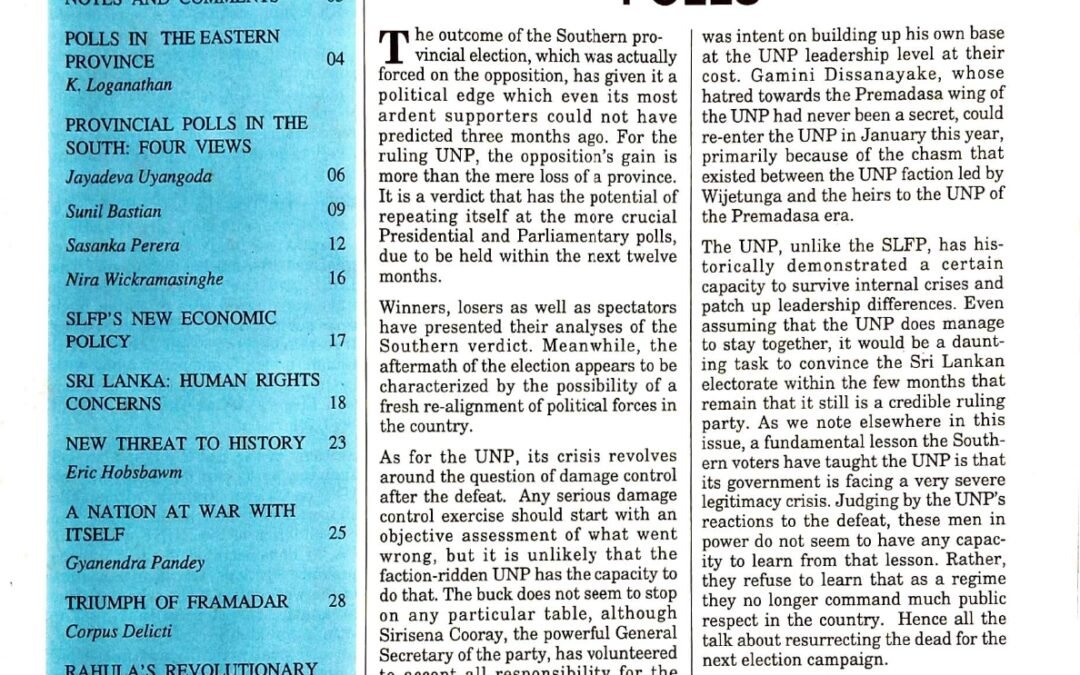 NOTES AND COMMENTS 03
POLLS IN THE EASTERN
PROVINCE 04
K. Loganathan
PROVINCIAL POLLS IN THE
SOUTH: FOUR VIEWS
Jayadeva Uyangoda 06
Sunil Bastian 09
Sasanka Perera 12
Nira Wickramasinghe 16
SLFP'S NEW ECONOMIC
POLICY 17
SRI LANKA: HUMAN RIGHTS
CONCERNS 18
NEW THREAT TO HISTORY 23
Eric Hobsbawm
A NATION AT WAR WITH
ITSELF 25
Gyanendra Pandey
TRIUMPH OF FRAMADAR 28
Corpus Delicti
RAHULA'S REVOLUTIONARY
POLLS
The outcome of the Southern pro-
vincial election, which was actually
forced on the opposition, has given it a
political edge which even its most
ardent supporters could not have
predicted three months ago. For the
ruling UNP, the opposition's gain is
more than the mere loss of a province.
It is a verdict that has the potential of
repeating itself at the more crucial
Presidential and Parliamentary polls,
due to be held within the next twelve
months.
Winners, losers as well as spectators
have presented their analyses of the
Southern verdict. Meanwhile, the
aftermath of the election appears to be
characterized by the possibility of a
fresh re-alignment of political forces in
the country.
As for the UNP, its crisis revolves
around the question of damage control
after the defeat. Any serious damage
control exercise should start with an
objective assessment of what went
wrong, but it is unlikely that the
faction-ridden UNP has the capacity to
do that. The buck does not seem to stop
on any particular table, although
Sirisena Cooray, the powerful General
Secretary of the party, has volunteered
to accept all responsibility for the
was intent on building up his own base
at the UNP leadership level at their
cost. Gamini Dissanayake, whose
hatred towards the Premadasa wing of
the UNP had never been a secret, could
re-enter the UNP in January this year,
primarily because of the chasm that
existed between the UNP faction led by
Wijetunga and the heirs to the UNP of
the Premadasa era.
The UNP, unlike the SLFP, has his-
torically demonstrated a certain
capacity to survive internal crises and
patch up leadership differences. Even
assuming that the UNP does manage
to stay together, it would be a daunt-
ing task to convince the Sri Lankan
electorate within the few months that
remain that it still is a credible ruling
party. As we note elsewhere in this
issue, a fundamental lesson the South-
ern voters have taught the UNP is that
its government is facing a very severe
legitimacy crisis. Judging by the UNP's
reactions to the defeat, these men in
power do not seem to have any capac-
ity to learn from that lesson. Rather,
they refuse to learn that as a regime
they no longer command much public
respect in the country. Hence all the
talk about resurrecting the dead for the
next election campaign.